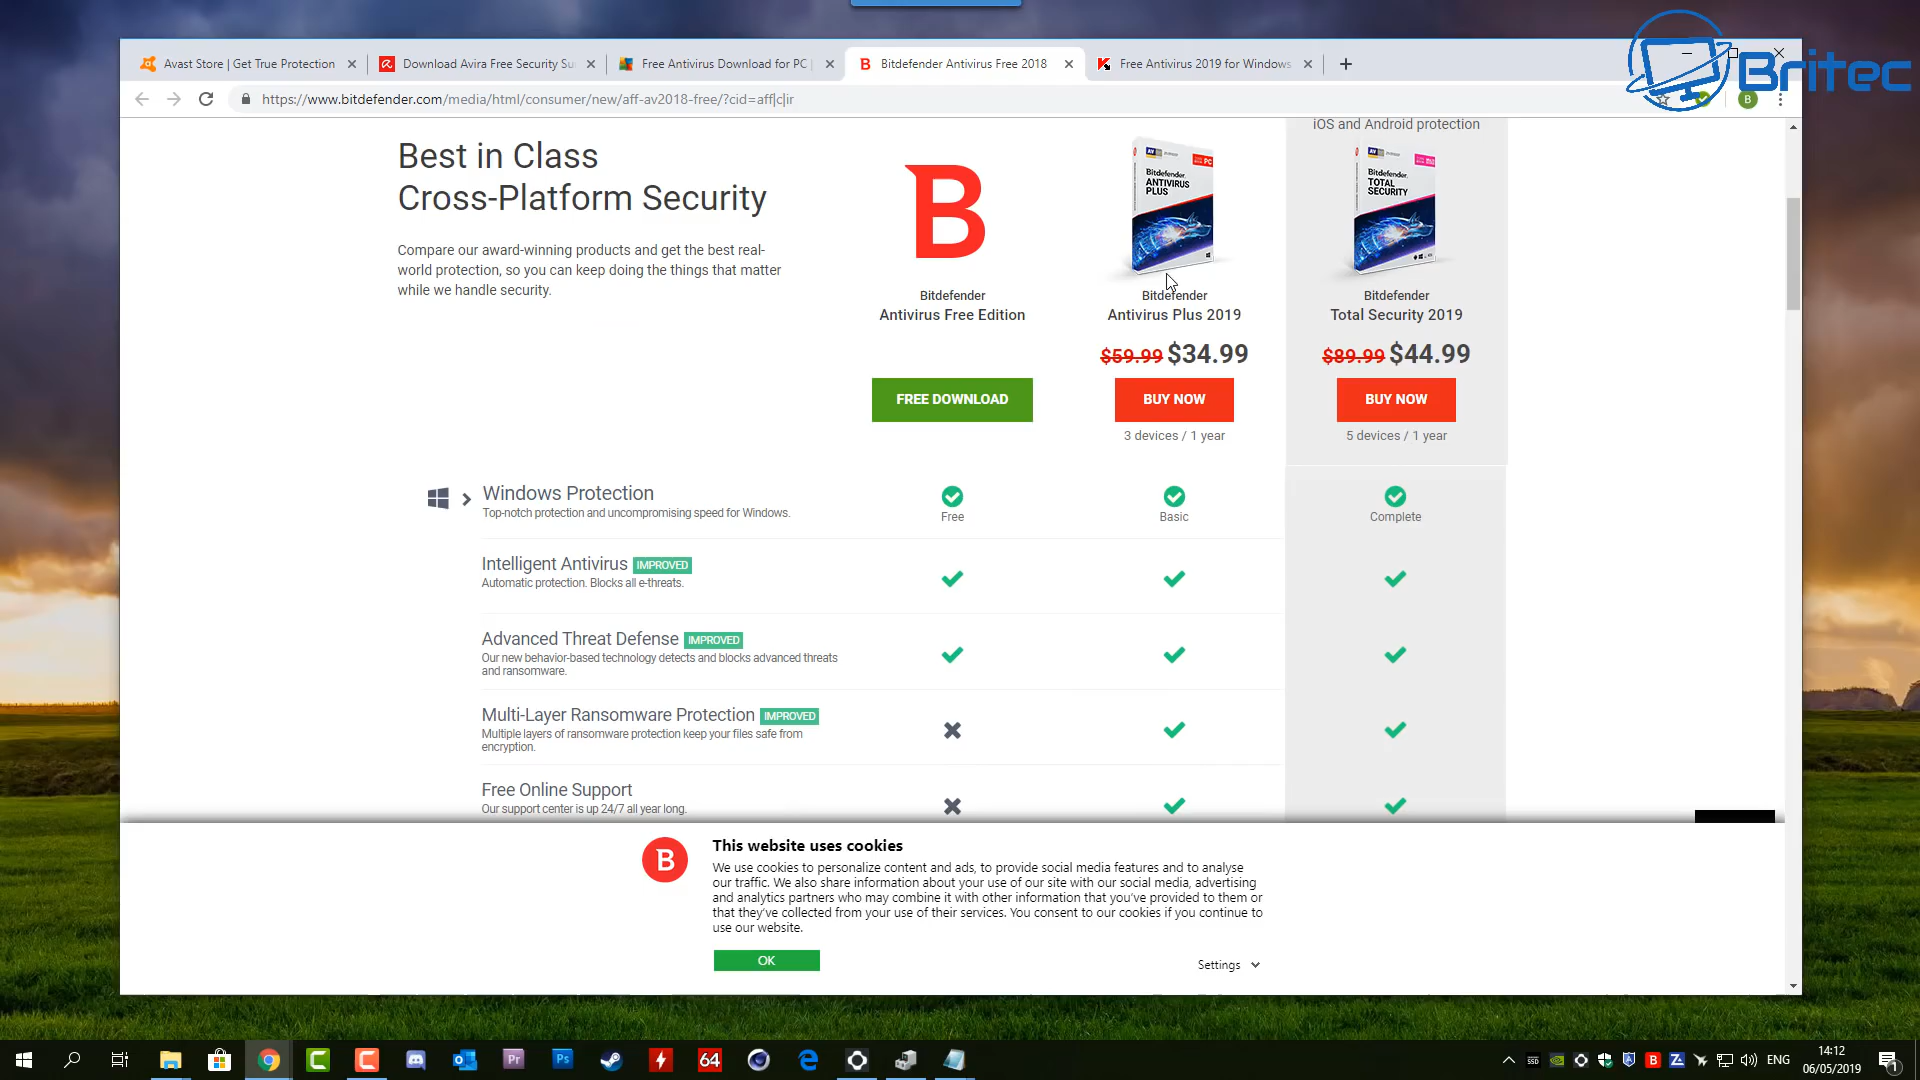 Avast Store | Get True Protection
Download Avira Free Security Su
Free Antivirus Download for PC |
Bitdefender Antivirus Free 2018
Free Antivirus 2019 for Windows
Britec
https://www.bitdefender.com/media/html/consumer/new/aff-av2018-free/?cid=aff|c|ir
B
iOS and Android protection
Best in Class
Cross-Platform Security
Compare our award-winning products and get the best real-
world protection, so you can keep doing the things that matter
while we handle security.
B
Bitdefender
Antivirus Free Edition
FREE DOWNLOAD
PC
Bitdefender
ANTIVIRUS
PLUS
Bitdefender
Antivirus Plus 2019
$59.99 $34.99
BUY NOW
3 devices / 1 year
Bitdefender
TOTAL
SECURITY
Bitdefender
Total Security 2019
$89.99 $44.99
BUY NOW
5 devices / 1 year
Windows Protection
Top-notch protection and uncompromising speed for Windows.
Free
Basic
Complete
Intelligent Antivirus IMPROVED
Automatic protection. Blocks all e-threats.
Advanced Threat Defense IMPROVED
Our new behavior-based technology detects and blocks advanced threats
and ransomware.
Multi-Layer Ransomware Protection IMPROVED
Multiple layers of ransomware protection keep your files safe from
encryption.
Free Online Support
Our support center is up 24/7 all year long.
B
This website uses cookies
We use cookies to personalize content and ads, to provide social media features and to analyse
our traffic. We also share information about your use of our site with our social media, advertising
and analytics partners who may combine it with other information that you've provided to them or
that they've collected from your use of their services. You consent to our cookies if you continue to
use our website.
OK
Settings
Pr
Ps
64
SSD
B
ENG
14:12
06/05/2019
1